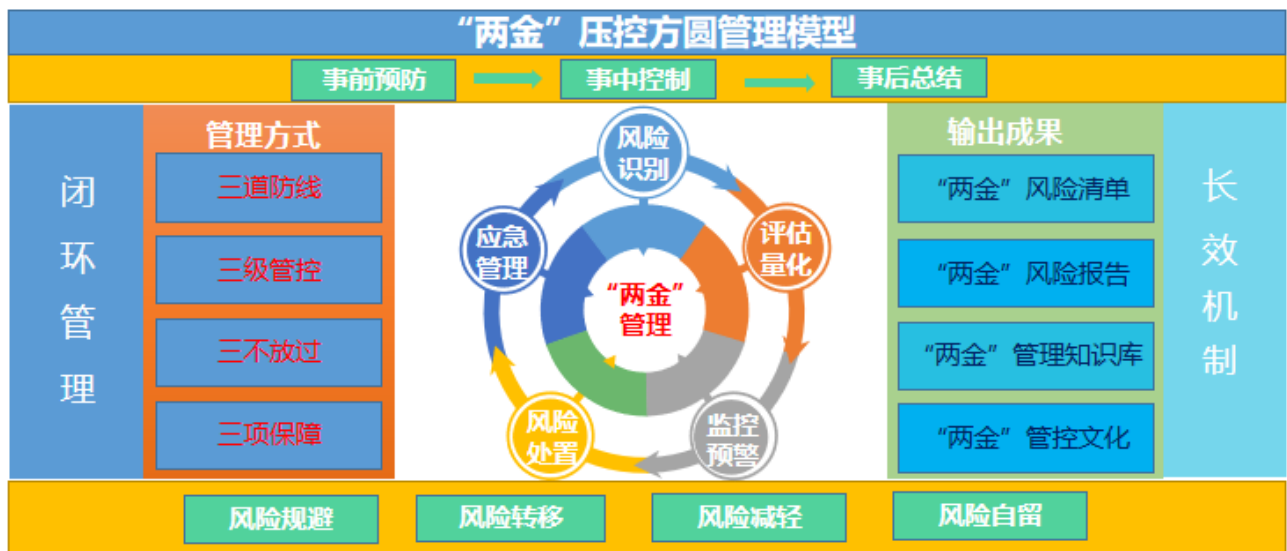 “两金”压控方圆管理模型
事前预防
事中控制
事后总结
闭
环
管
理
管理方式
三道防线
三级管控
三不放过
三项保障
风险
识别
评估
量化
监控
预警
风险
处置
应急
管理
“两金”
管理
输出成果
“两金”风险清单
“两金”风险报告
“两金”管理知识库
“两金”管控文化
长
效
机
制
风险规避
风险转移
风险减轻
风险自留